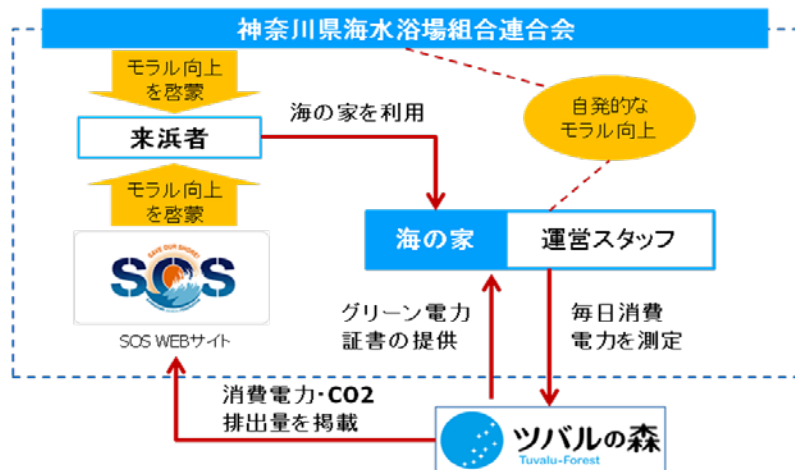 神奈川県海水浴場組合連合会
モラル向上
を啓蒙
来浜者
海の家を利用
自発的な
モラル向上
モラル向上
を啓蒙
海の家
運営スタッフ
SAVE OUR SHORE!
SOS
SOS WEBサイト
グリーン電力
証書の提供
毎日消費
電力を測定
消費電力・CO2
排出量を掲載
ツバルの森
Tuvalu-Forest